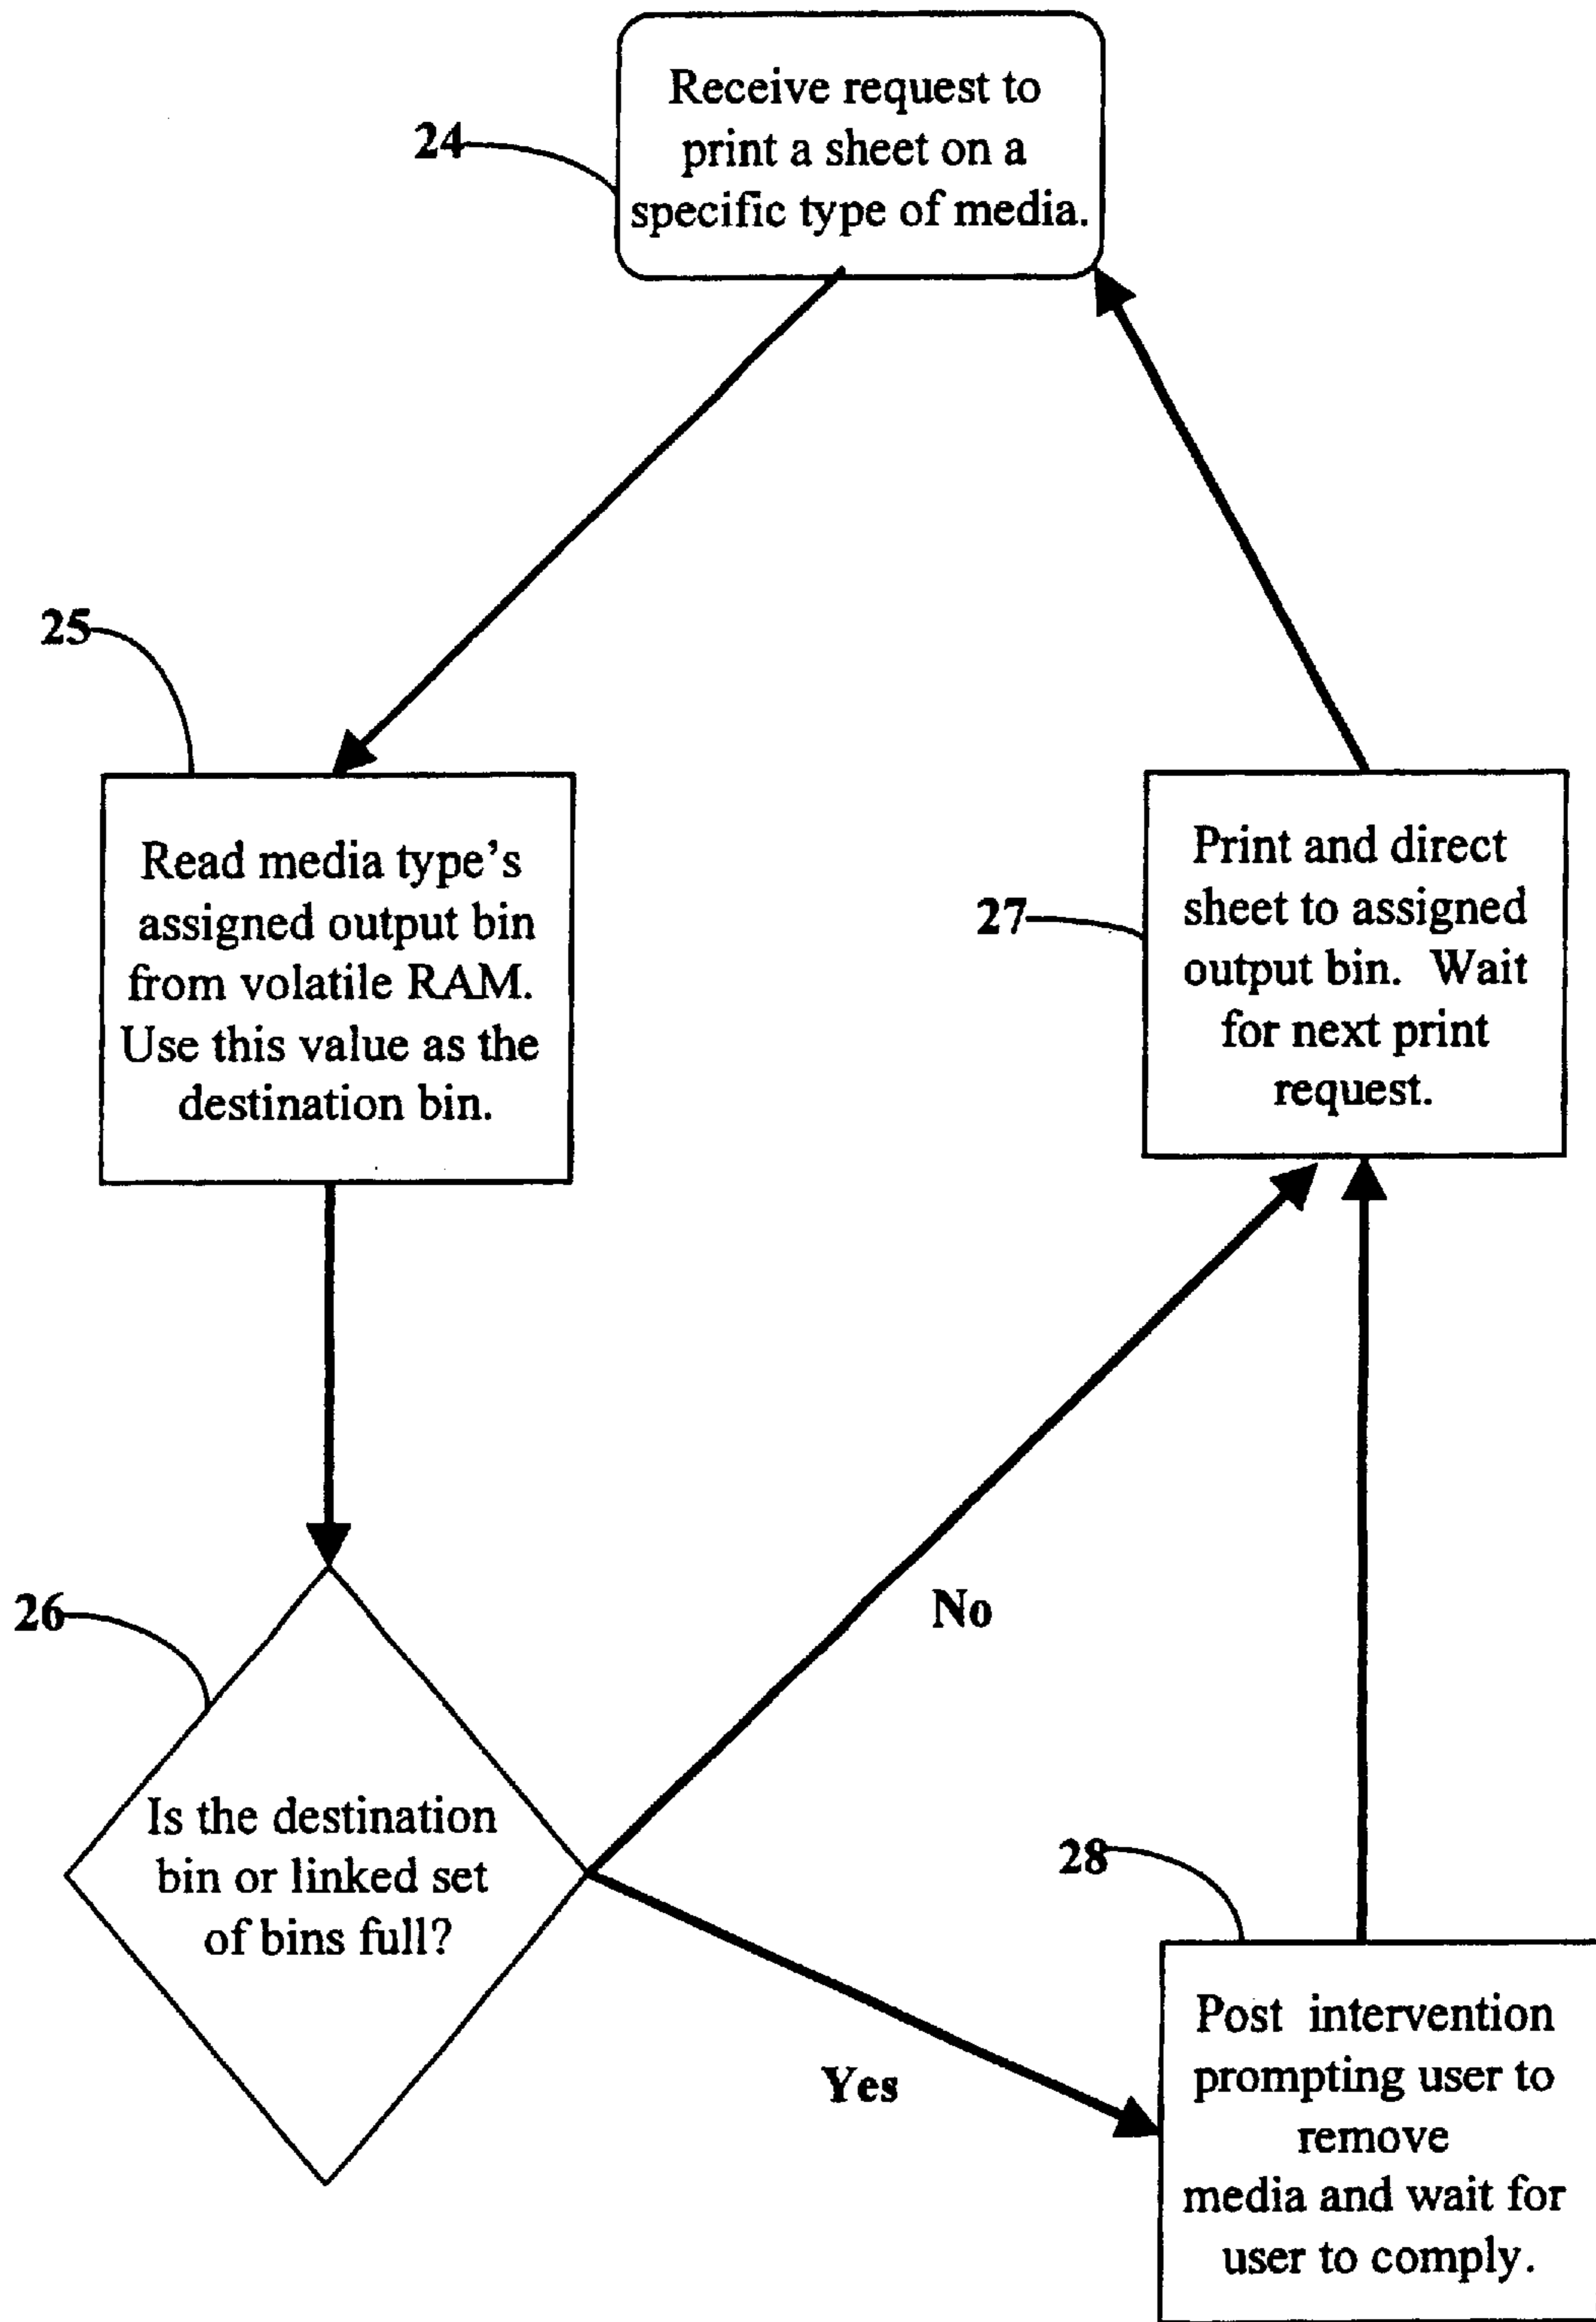 24
Receive request to
print a sheet on a
specific type of media.
25
Read media type's
assigned output bin
from volatile RAM.
Use this value as the
destination bin.
27
Print and direct
sheet to assigned
output bin. Wait
for next print
request.
26
Is the destination
bin or linked set
of bins full?
No
Yes
28
Post intervention
prompting user to
remove
media and wait for
user to comply.